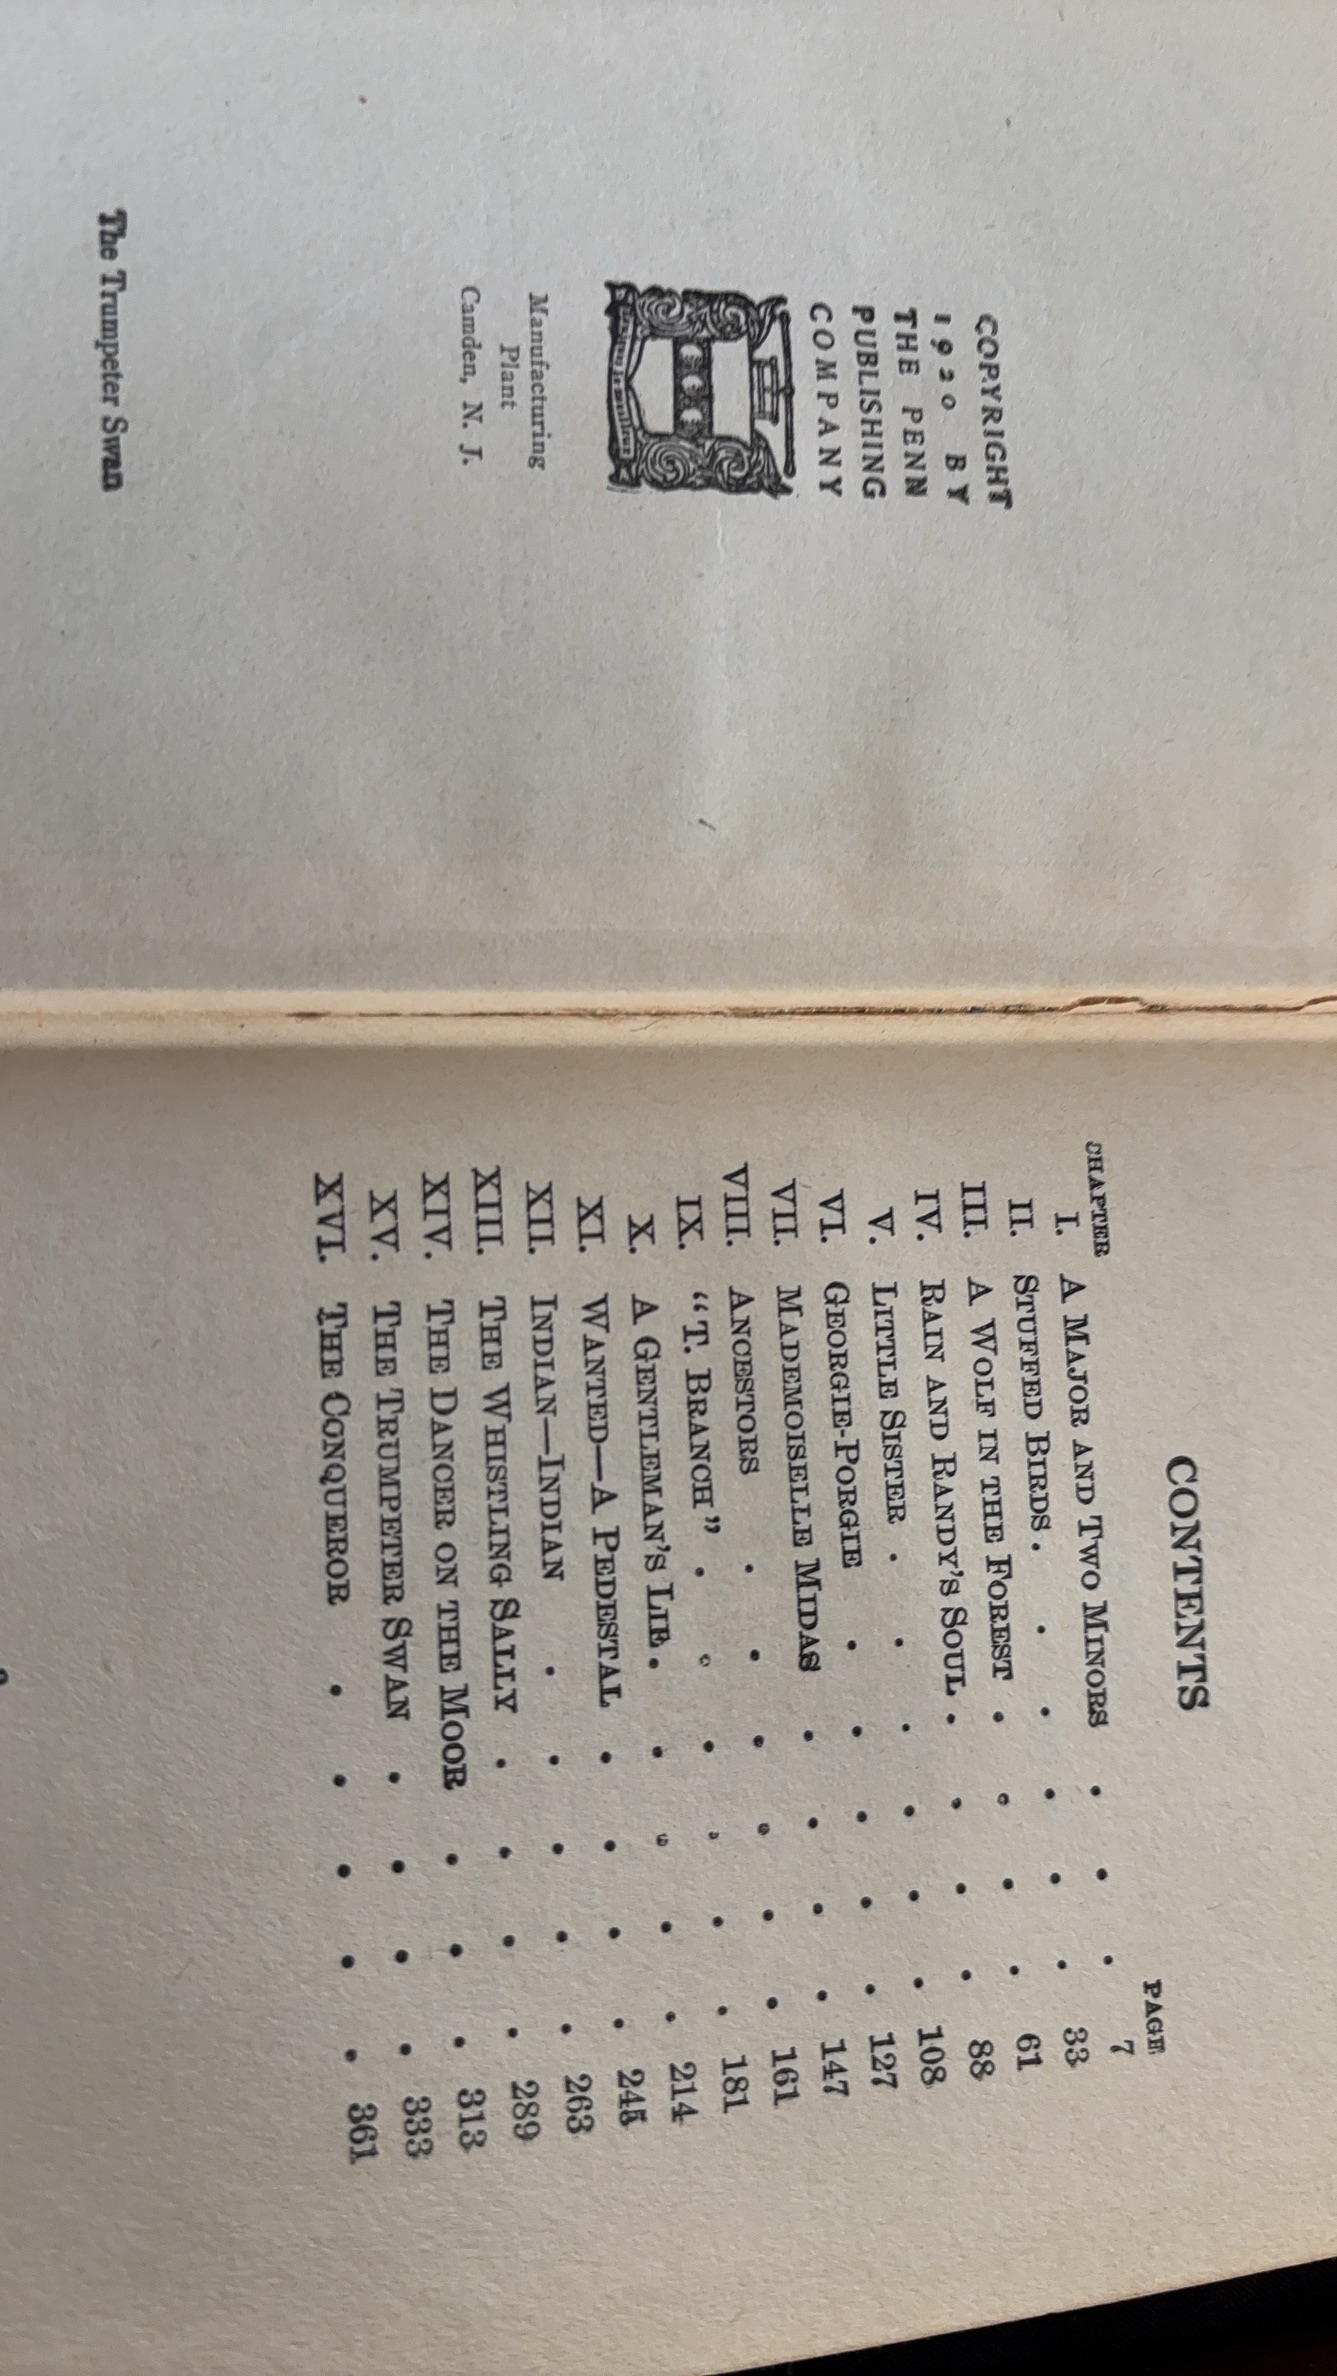 COPYRIGHT
1920 BY
THE PENN
PUBLISHING
COMPANY
Manufacturing
Plant
Camden, N. J.
The Trumpeter Swan
CONTENTS
CHAPTER PAGE
I. A MAJOR AND TWO MINORS . . . 7
II. STUFFED BIRDS . . . . . . 33
III. A WOLF IN THE FOREST . . . . 61
IV. RAIN AND RANDY'S SOUL . . . . 88
V. LITTLE SISTER . . . . . . 108
VI. GEORGIE-PORGIE . . . . . 127
VII. MADEMOISELLE MIDAS . . . . 147
VIII. ANCESTORS . . . . . . 161
IX. "T. BRANCH" . . . . . . 181
X. A GENTLEMAN'S LIE . . . . . 214
XI. WANTED—A PEDESTAL . . . . 245
XII. INDIAN—INDIAN . . . . . 263
XIII. THE WHISTLING SALLY . . . . 289
XIV. THE DANCER ON THE MOOR . . . 313
XV. THE TRUMPETER SWAN . . . . 333
XVI. THE CONQUEROR . . . . . 361